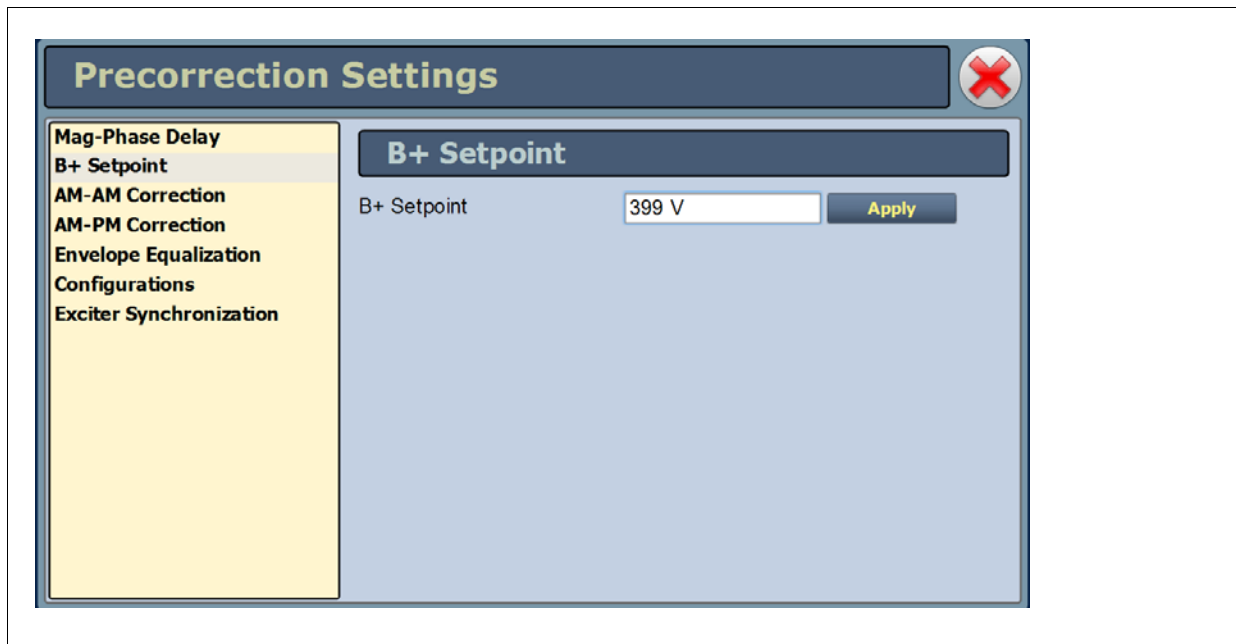 Precorrection Settings
Mag-Phase Delay
B+ Setpoint
AM-AM Correction
AM-PM Correction
Envelope Equalization
Configurations
Exciter Synchronization
B+ Setpoint
B+ Setpoint 399 V Apply